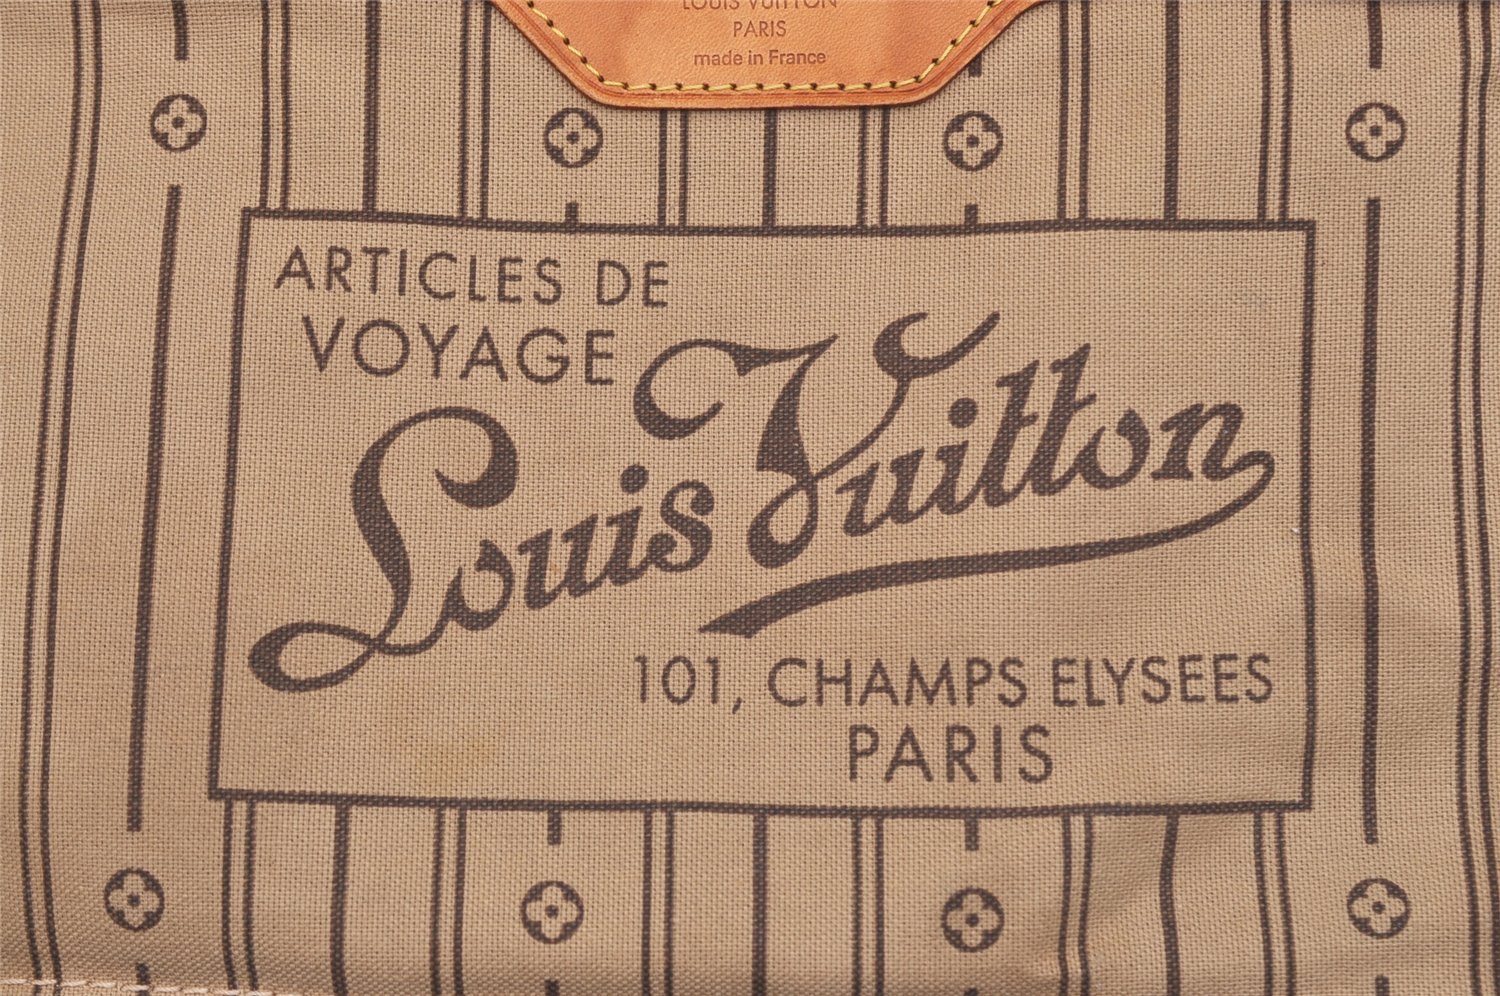 LOUIS VUITTON
PARIS
made in France
ARTICLES DE
VOYAGE
Louis Vuitton
101, CHAMPS ELYSEES
PARIS